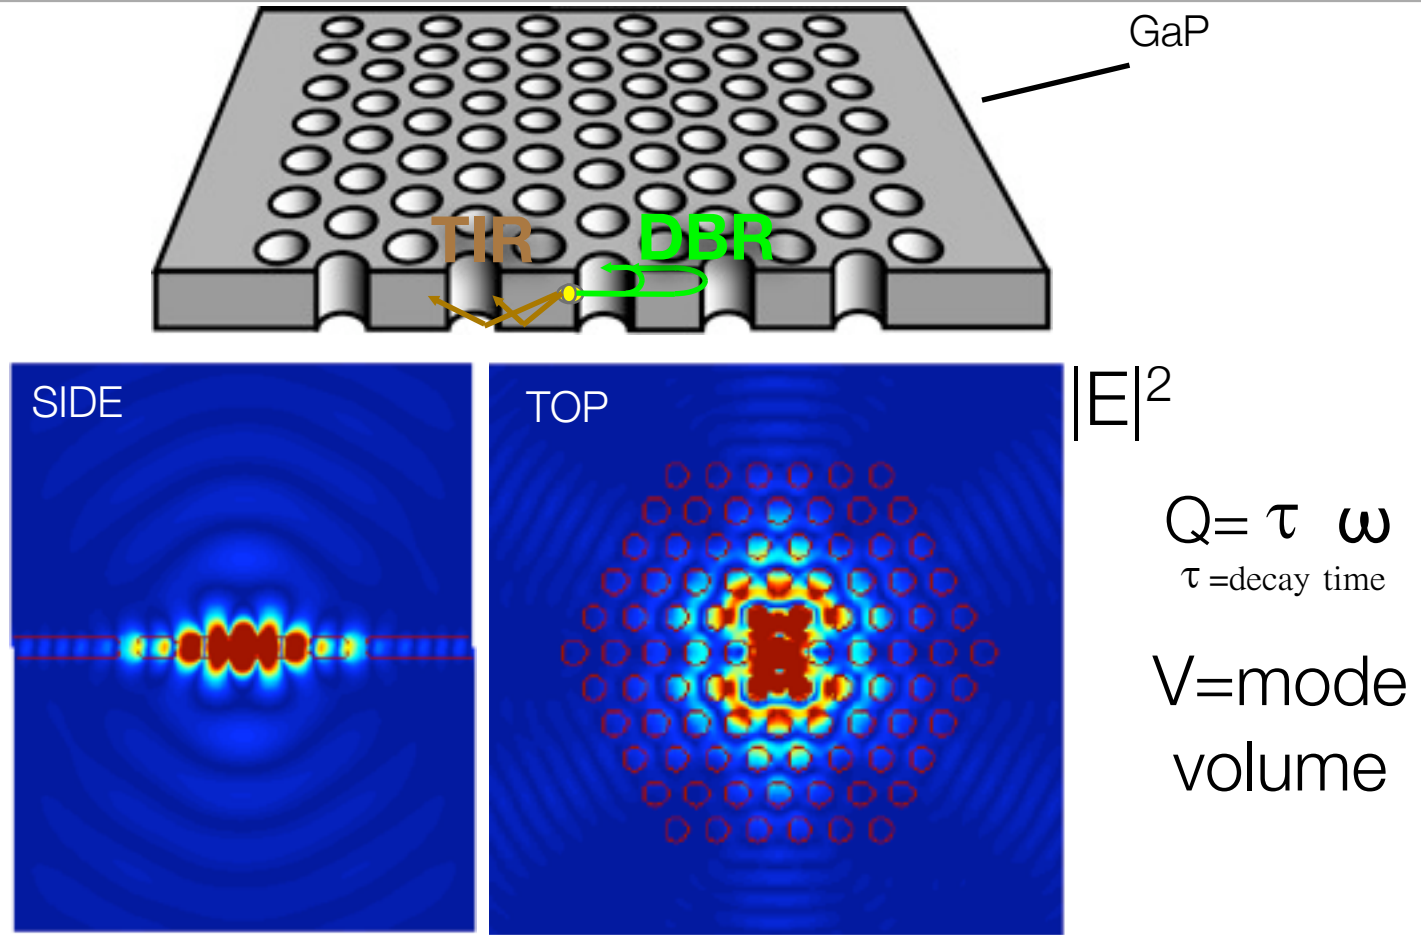 GaP
TIR
DBR
SIDE
TOP
|E|²
Q= τ ω
τ =decay time
V=mode
volume